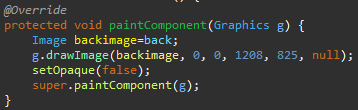 @Override
protected void paintComponent(Graphics g) {
Image backimage=back;
g.drawImage(backimage, 0, 0, 1208, 825, null);
setOpaque(false);
super.paintComponent(g);
}